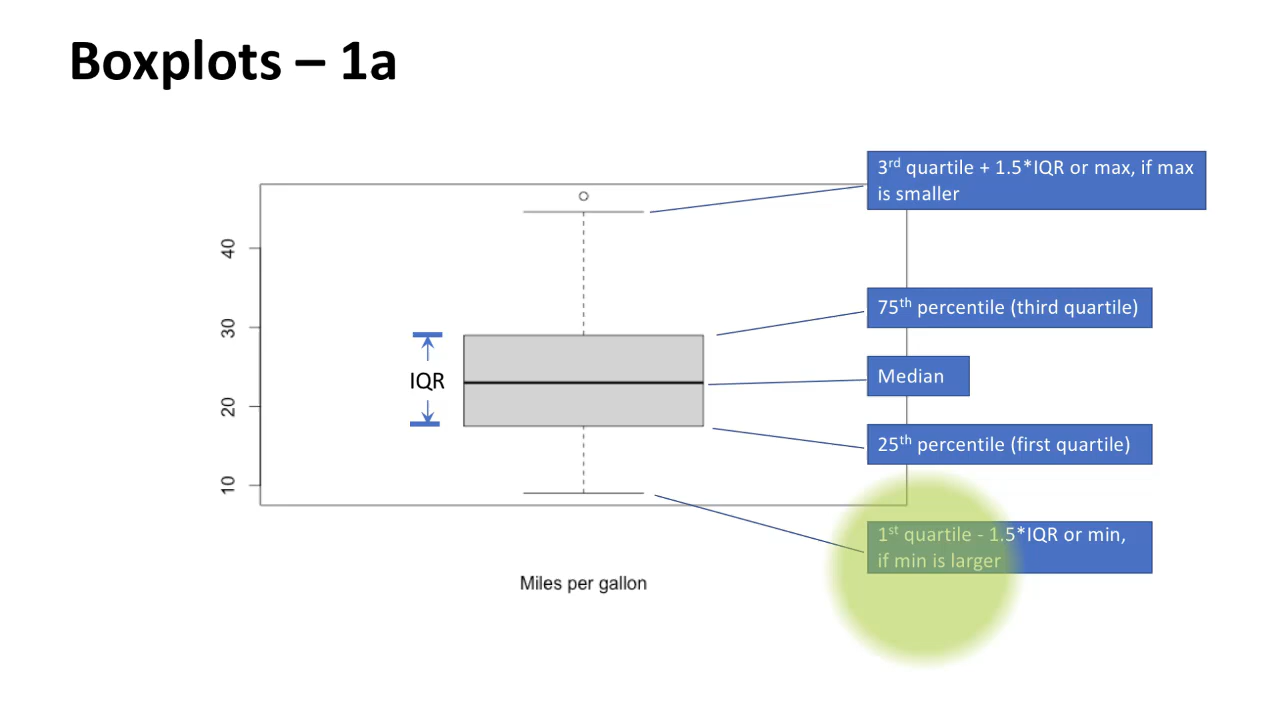 Boxplots – 1a
3rd quartile + 1.5*IQR or max, if max
is smaller
40
30
20
10
75th percentile (third quartile)
IQR
Median
25th percentile (first quartile)
1st quartile - 1.5*IQR or min,
if min is larger
Miles per gallon